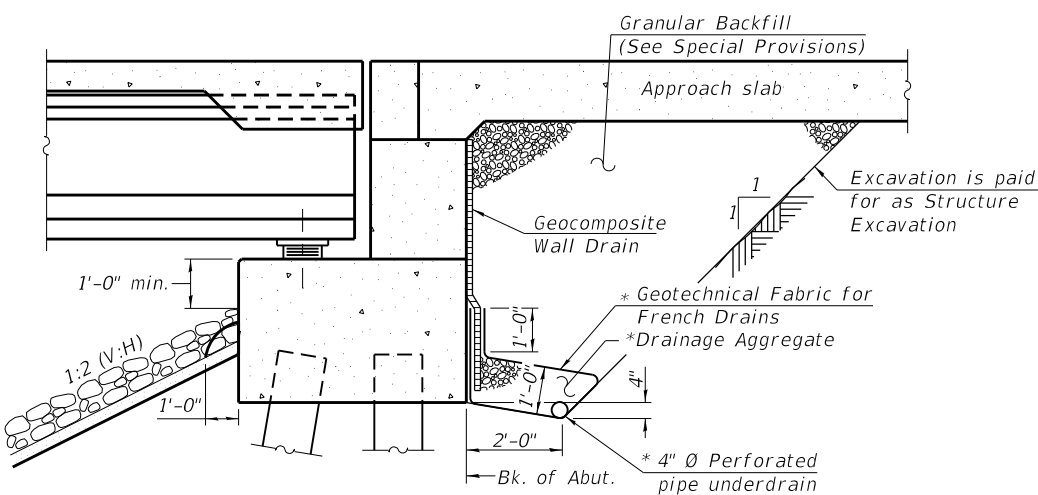 Granular Backfill
(See Special Provisions)
Approach slab
Excavation is paid
for as Structure
Excavation
1
1
Geocomposite
Wall Drain
1'-0" min.
* Geotechnical Fabric for
French Drains
1'-0"
*Drainage Aggregate
1:2 (V:H)
1'-0"
4"
1'-0"
2'-0"
* 4" Ø Perforated
pipe underdrain
Bk. of Abut.